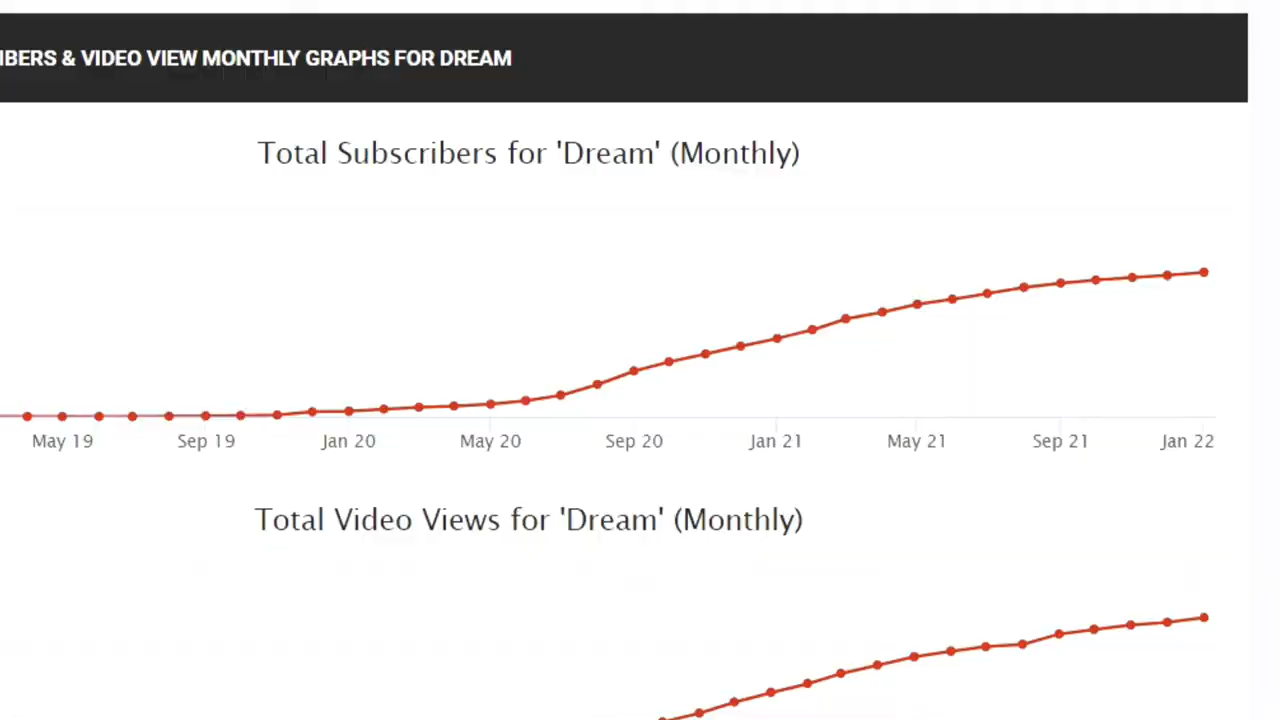 IBERS & VIDEO VIEW MONTHLY GRAPHS FOR DREAM
Total Subscribers for 'Dream' (Monthly)
May 19 Sep 19 Jan 20 May 20 Sep 20 Jan 21 May 21 Sep 21 Jan 22
Total Video Views for 'Dream' (Monthly)